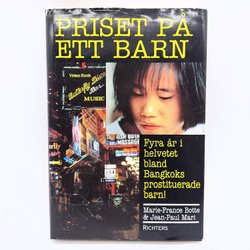 PRISET PÅ
ETT BARN
Video Rock
MUSIC
Fyra år i
helvetet
bland
Bangkoks
prostituerade
barn!
Marie-France Botte
& Jean-Paul Mari
RICHTERS